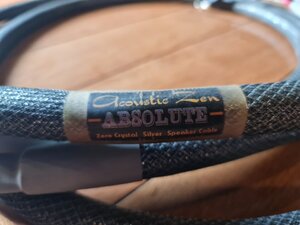 Acoustic Zen
ABSOLUTE
Zero Crystal Silver Speaker Cable